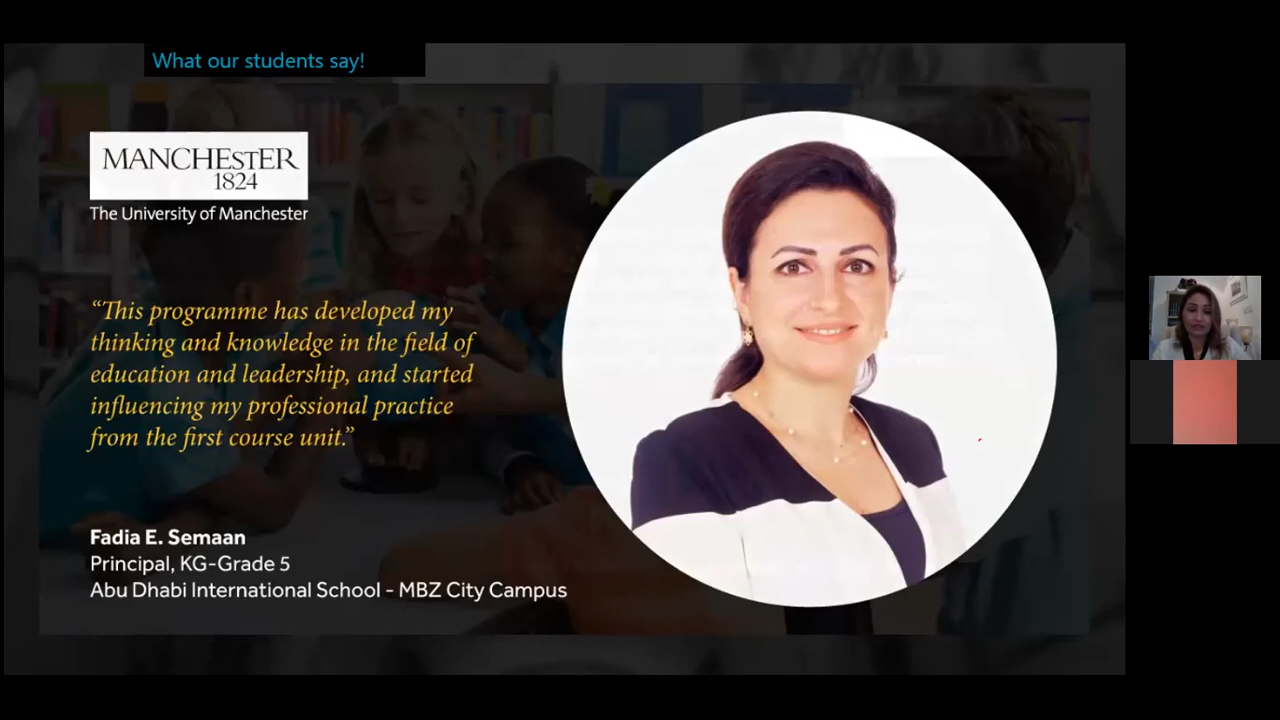 What our students say!
MANCHEsTER
1824
The University of Manchester
“This programme has developed my
thinking and knowledge in the field of
education and leadership, and started
influencing my professional practice
from the first course unit.”
Fadia E. Semaan
Principal, KG-Grade 5
Abu Dhabi International School - MBZ City Campus